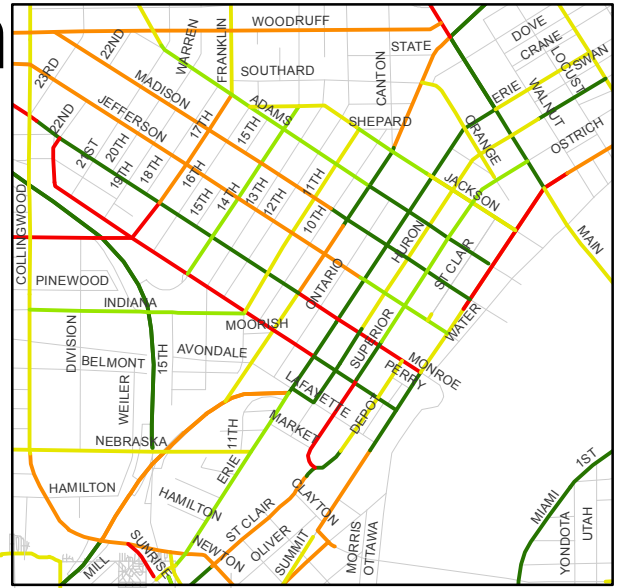 WOODRUFF
22ND
WARREN
FRANKLIN
STATE
DOVE
CRANE
SWAN
LOCUST
23RD
MADISON
SOUTHARD
CANTON
ERIE
WALNUT
JEFFERSON
17TH
ADAMS
SHEPARD
ORANGE
OSTRICH
22ND
21ST
20TH
19TH
18TH
16TH
15TH
15TH
14TH
13TH
12TH
11TH
10TH
JACKSON
COLLINGWOOD
HURON
ST CLAIR
MAIN
PINEWOOD
ONTARIO
INDIANA
MOORISH
WATER
DIVISION
15TH
AVONDALE
SUPERIOR
MONROE
BELMONT
PERRY
WEILER
LAFAYETTE
DEPOT
MARKET
11TH
NEBRASKA
ERIE
1ST
HAMILTON
HAMILTON
CLAYTON
MIAMI
ST CLAIR
OLIVER
SUMMIT
MORRIS
OTTAWA
YONDOTA
UTAH
MILL
SUNRISE
NEWTON